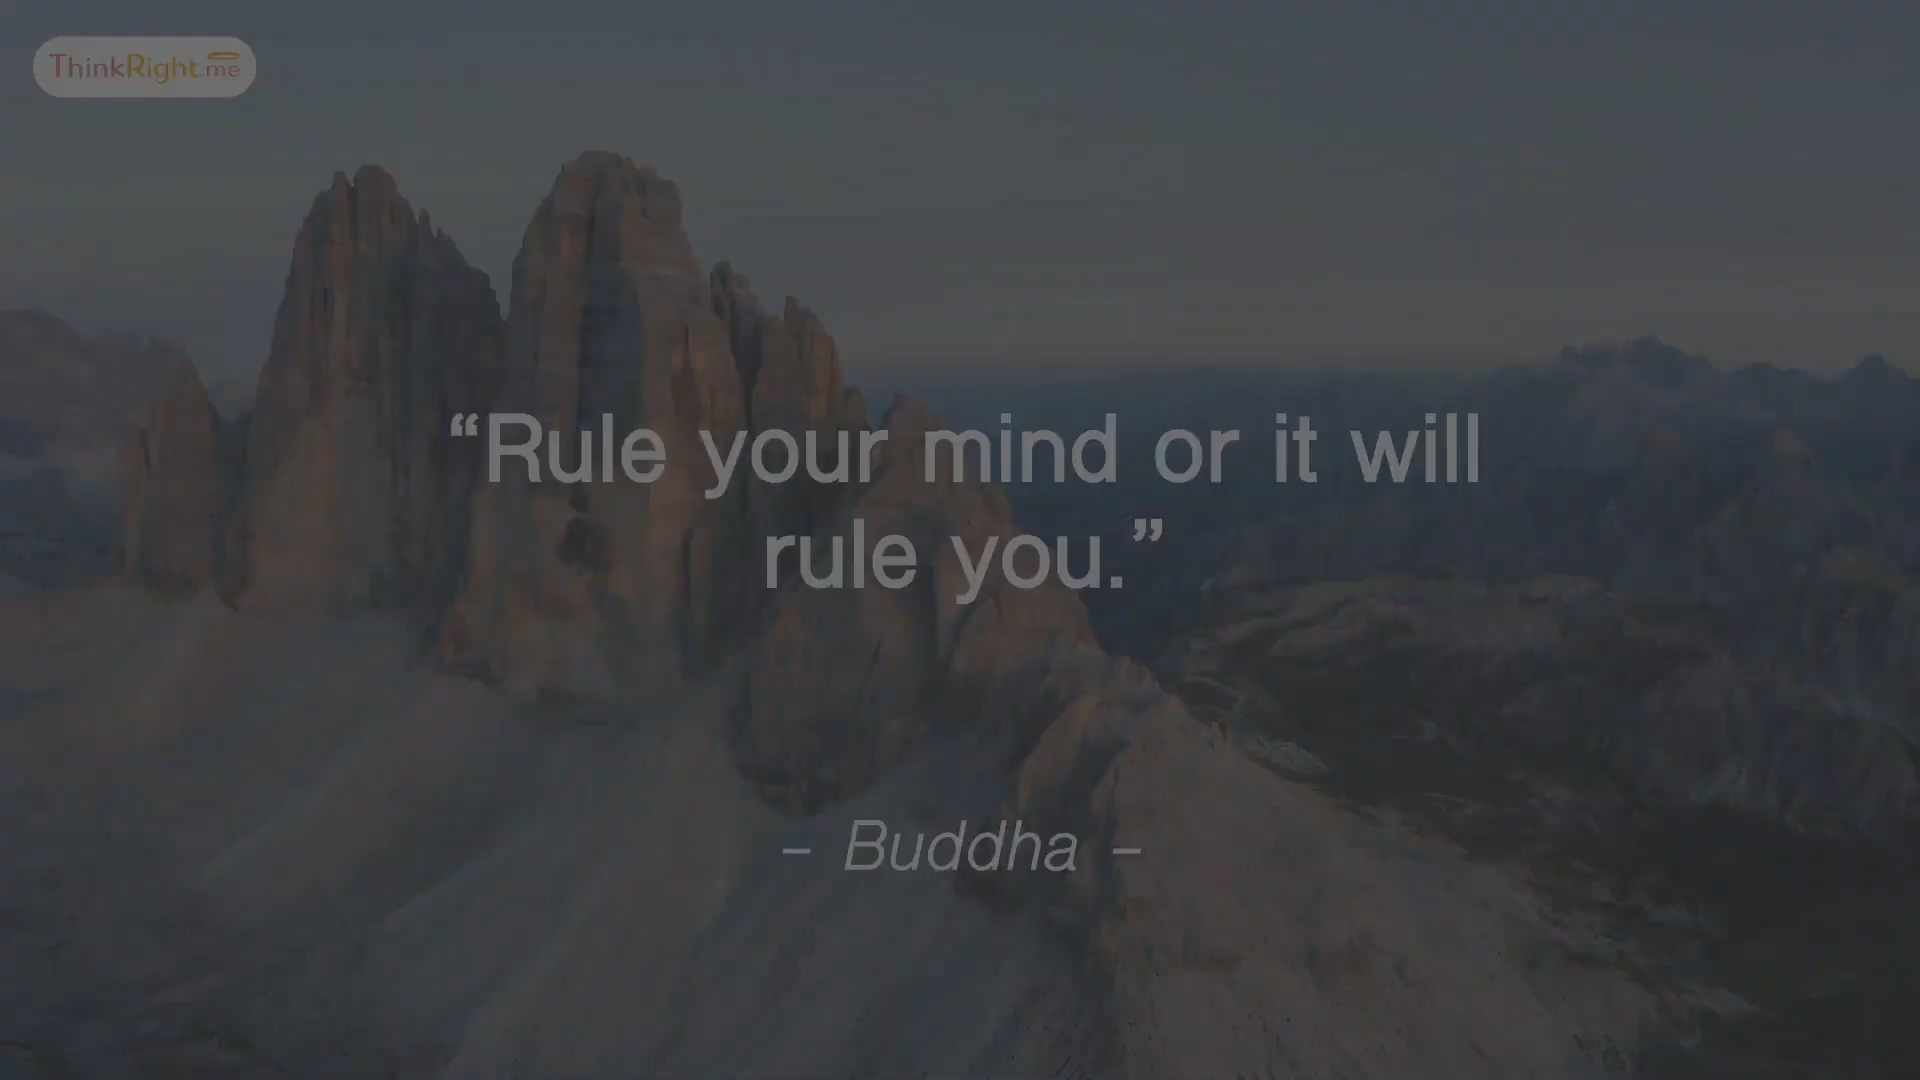 ThinkRight.me
“Rule your mind or it will
rule you.”
– Buddha –